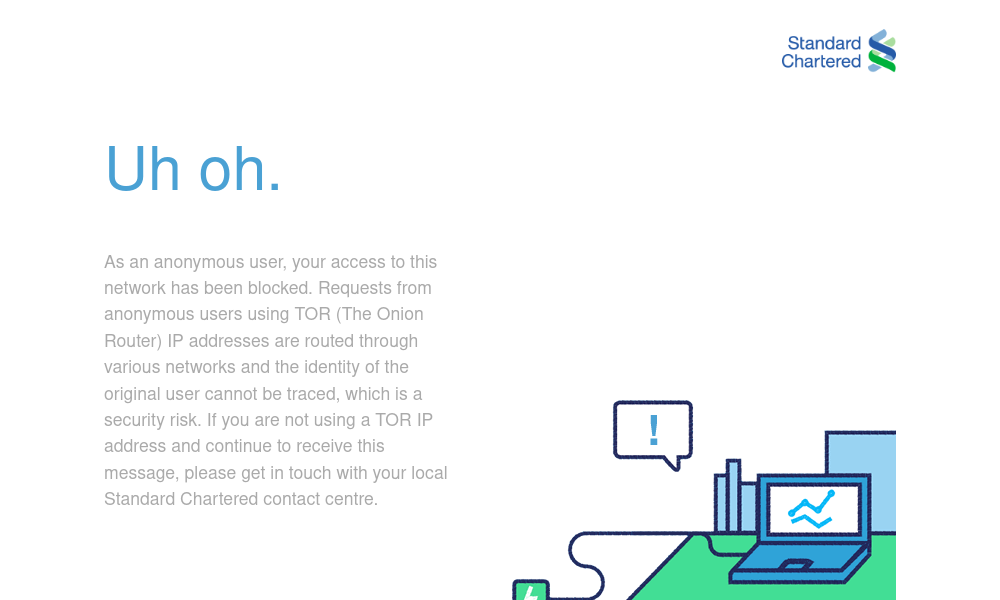 Standard
Chartered
Uh oh.
As an anonymous user, your access to this
network has been blocked. Requests from
anonymous users using TOR (The Onion
Router) IP addresses are routed through
various networks and the identity of the
original user cannot be traced, which is a
security risk. If you are not using a TOR IP
address and continue to receive this
message, please get in touch with your local
Standard Chartered contact centre.
!